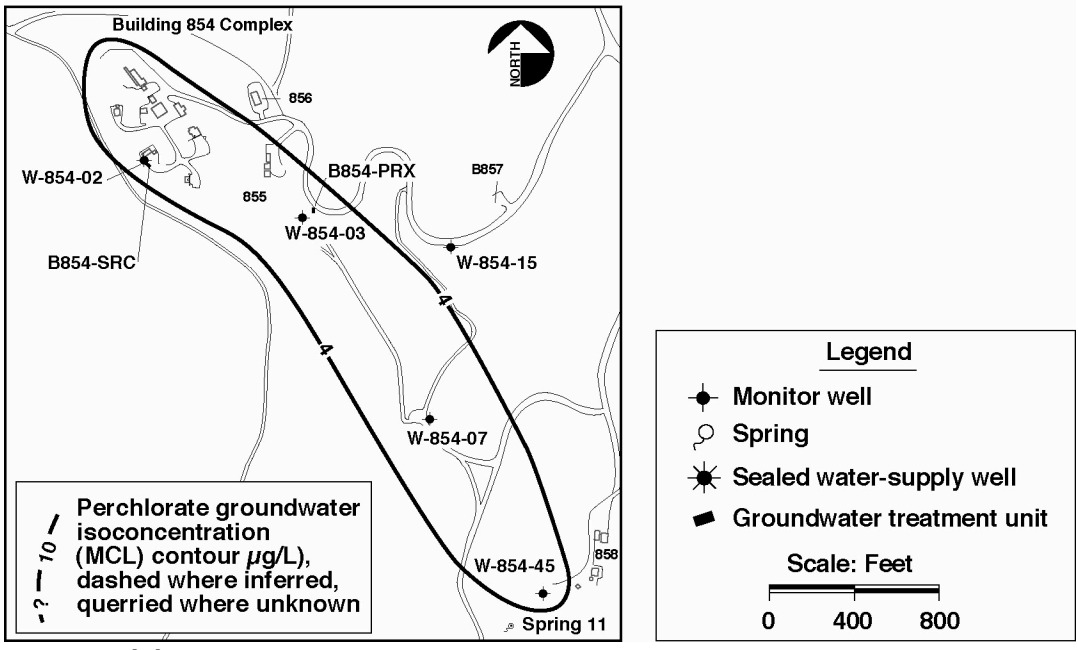 Building 854 Complex
NORTH
856
W-854-02
855
B854-PRX
B857
W-854-03
B854-SRC
W-854-15
4
4
W-854-07
W-854-45
858
Spring 11
10
?
Perchlorate groundwater
isoconcentration
(MCL) contour µg/L),
dashed where inferred,
querried where unknown
Legend
Monitor well
Spring
Sealed water-supply well
Groundwater treatment unit
Scale: Feet
0 400 800